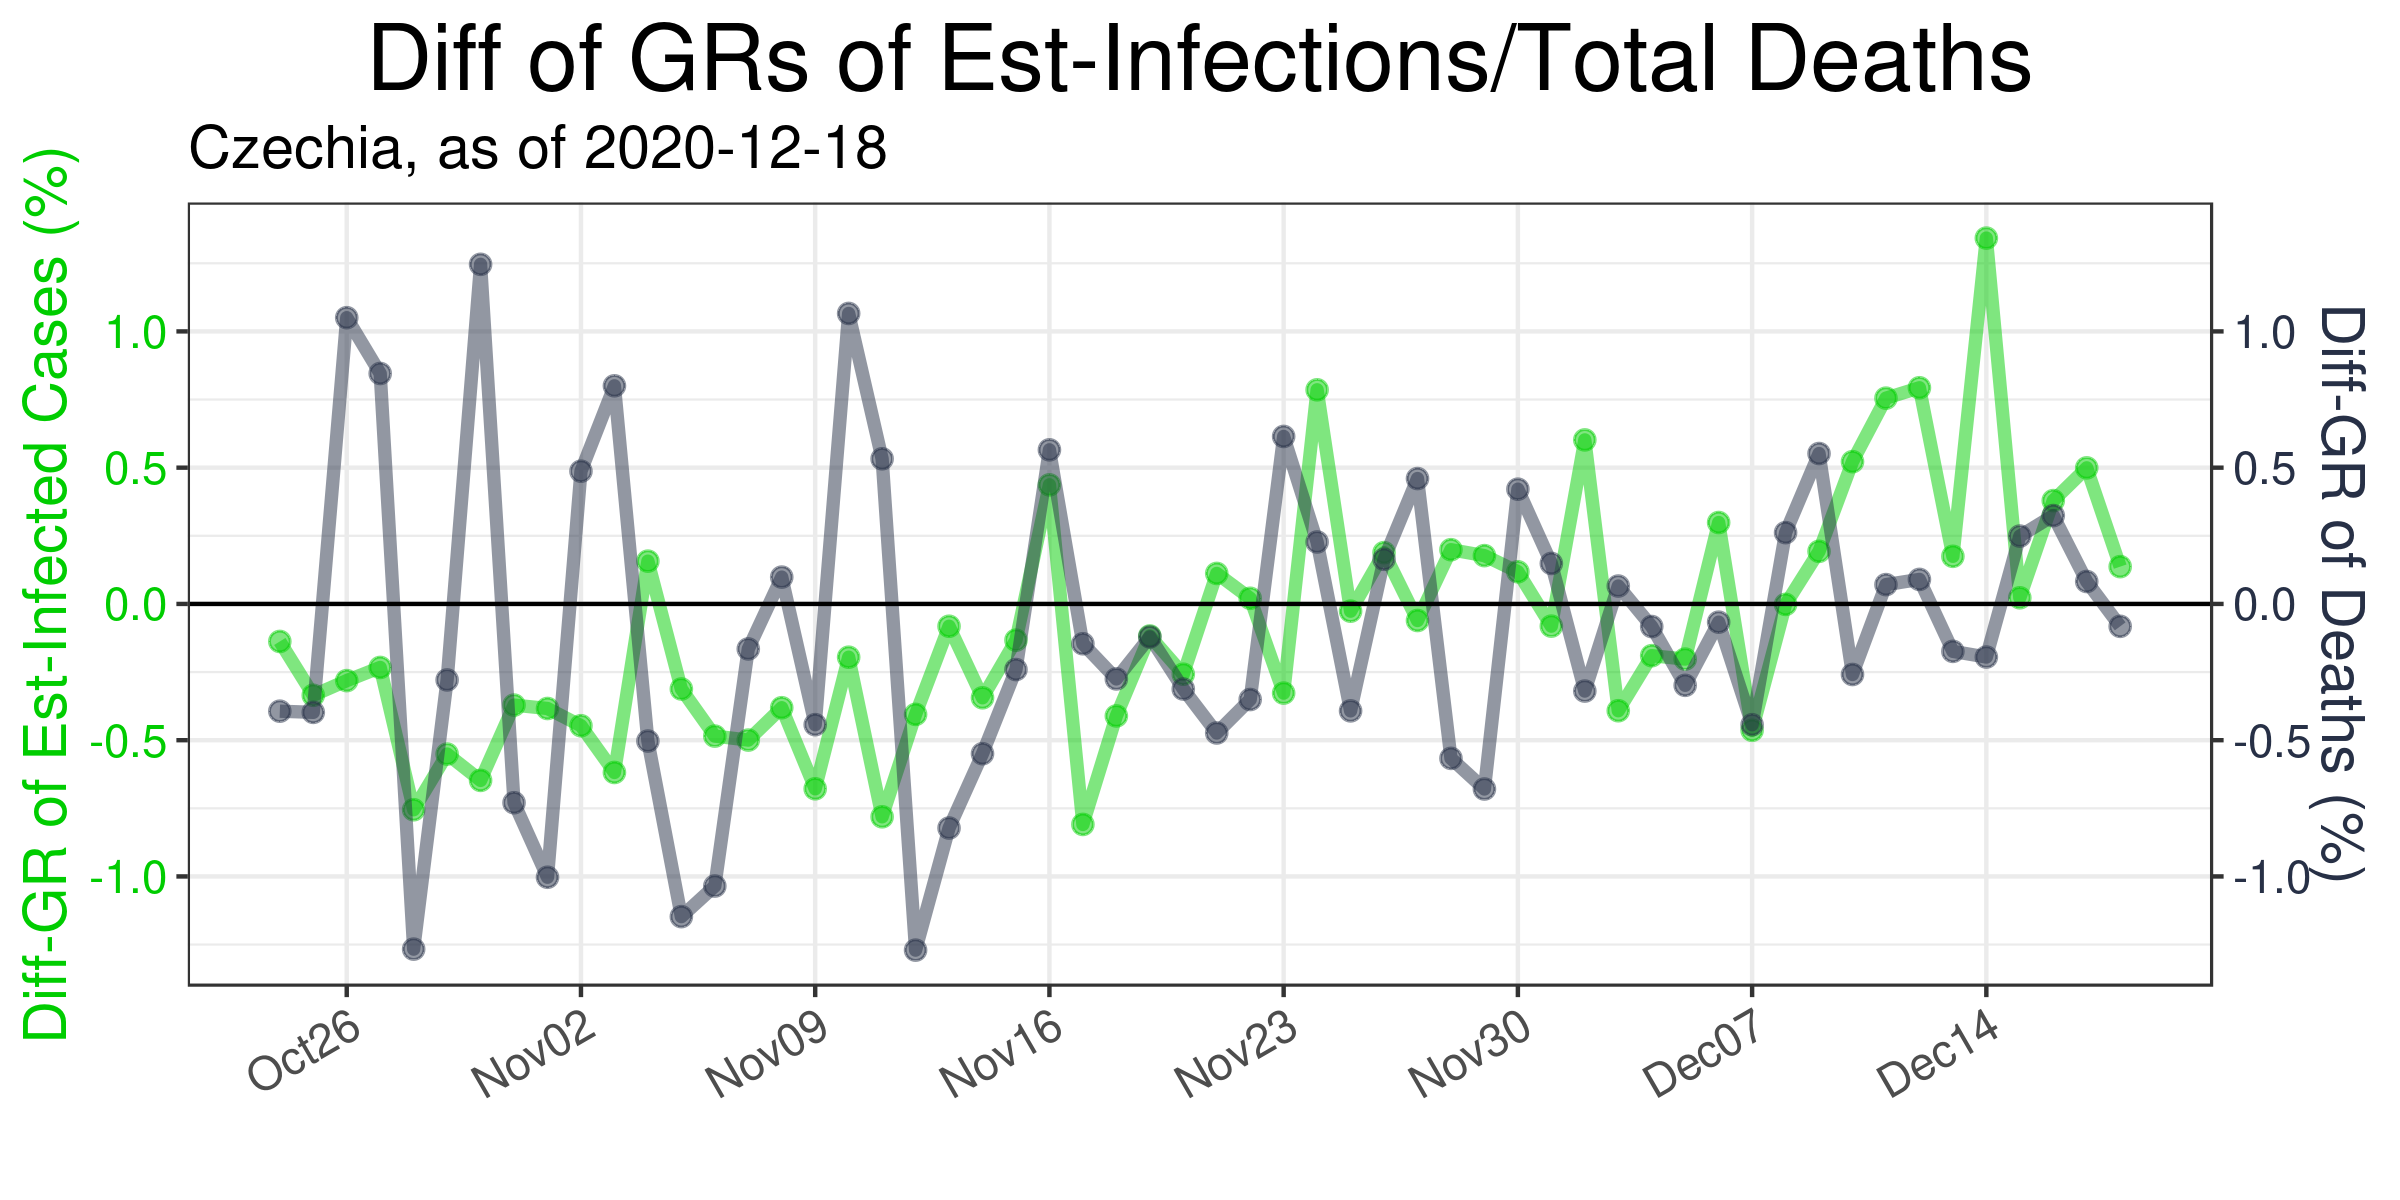 Diff of GRs of Est-Infections/Total Deaths
Czechia, as of 2020-12-18
Diff-GR of Est-Infected Cases (%)
1.0
0.5
0.0
-0.5
-1.0
1.0
0.5
0.0
-0.5
-1.0
Diff-GR of Deaths (%)
Oct26
Nov02
Nov09
Nov16
Nov23
Nov30
Dec07
Dec14